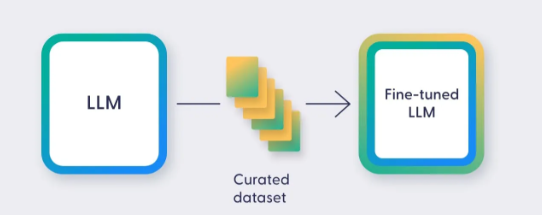 LLM
Curated
dataset
Fine-tuned
LLM